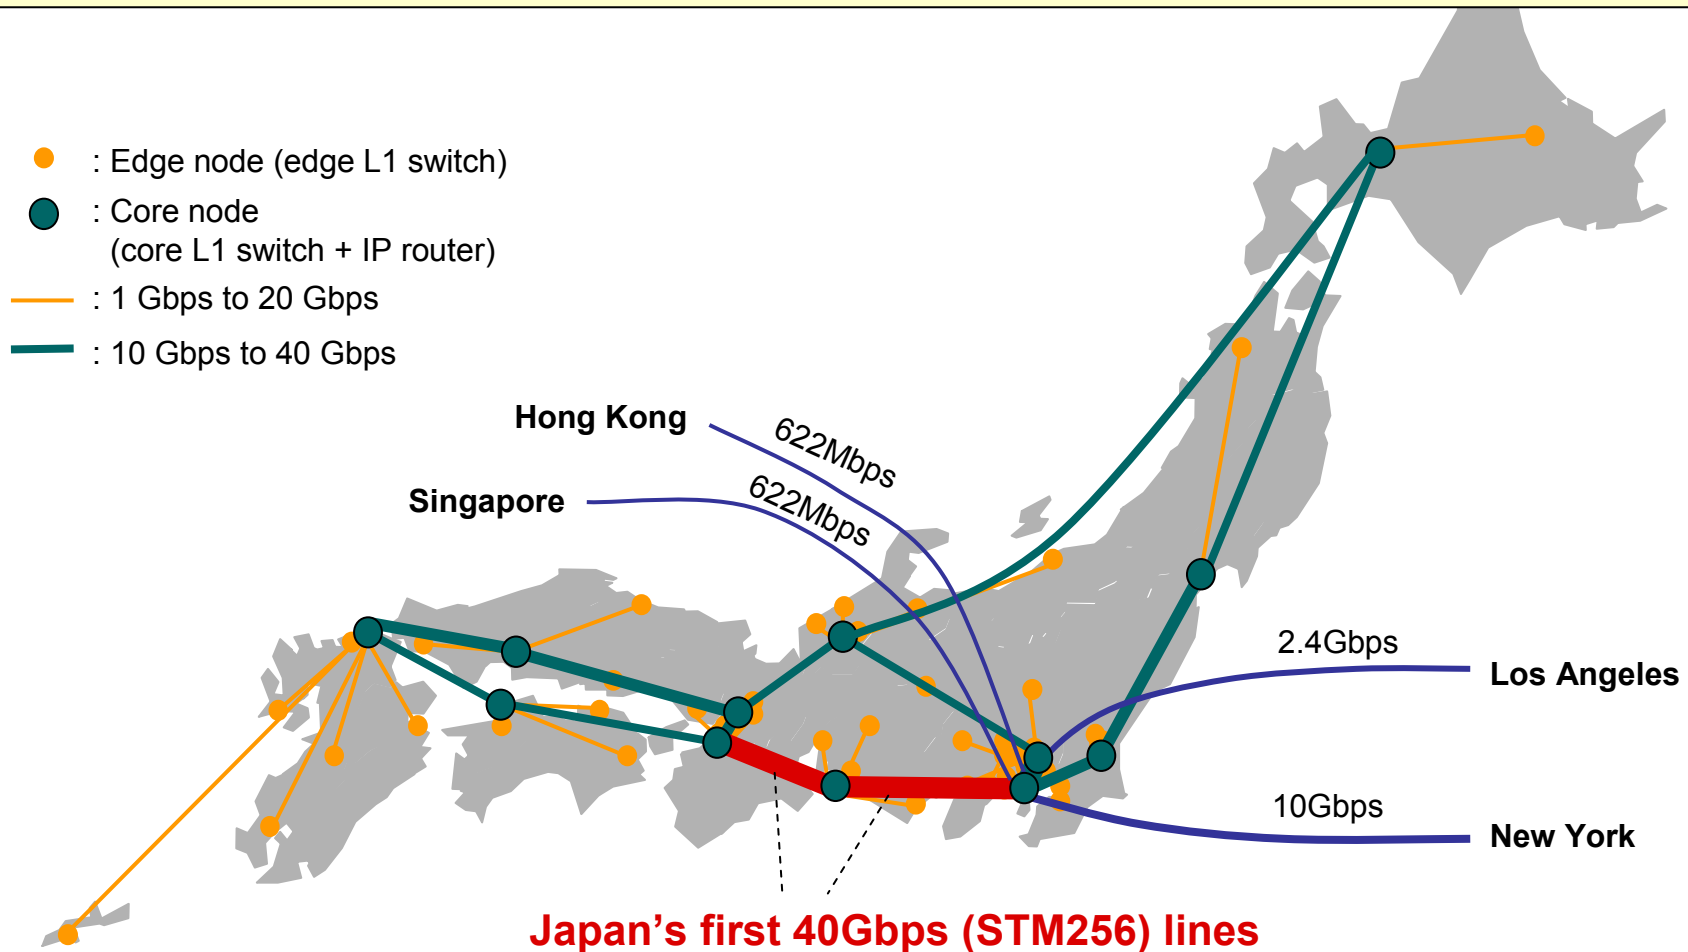 : Edge node (edge L1 switch)
: Core node
(core L1 switch + IP router)
: 1 Gbps to 20 Gbps
: 10 Gbps to 40 Gbps
Hong Kong
622Mbps
Singapore
622Mbps
2.4Gbps
Los Angeles
10Gbps
New York
Japan’s first 40Gbps (STM256) lines